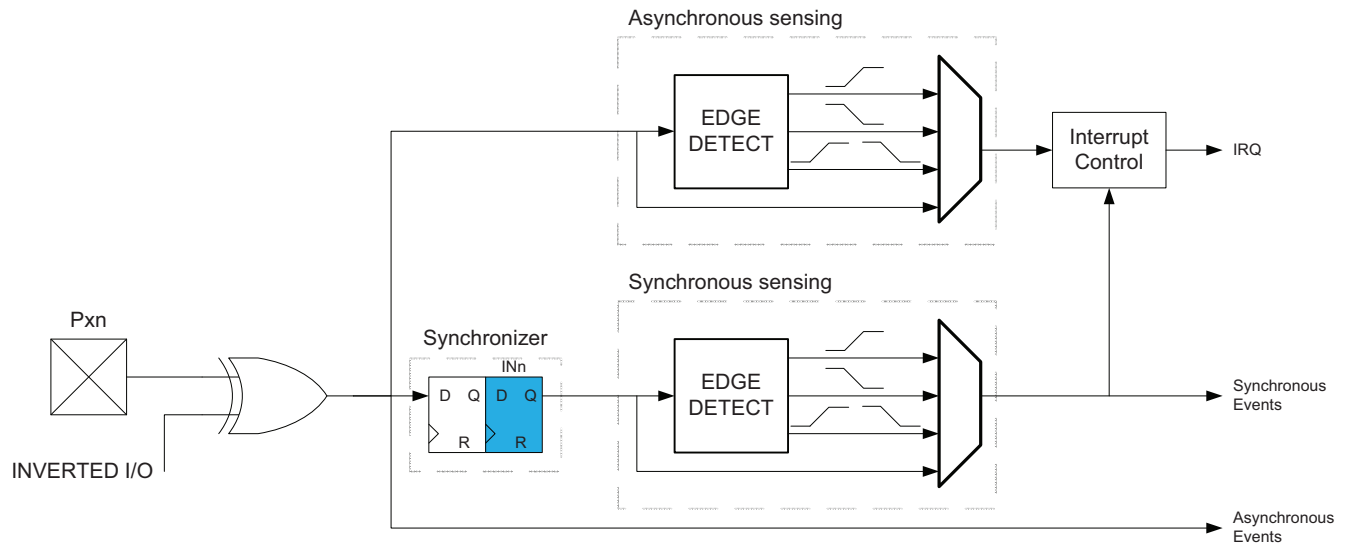 Asynchronous sensing
EDGE
DETECT
Interrupt
Control
IRQ
Synchronous sensing
Pxn
Synchronizer
INn
D Q D Q
R R
EDGE
DETECT
Synchronous
Events
INVERTED I/O
Asynchronous
Events